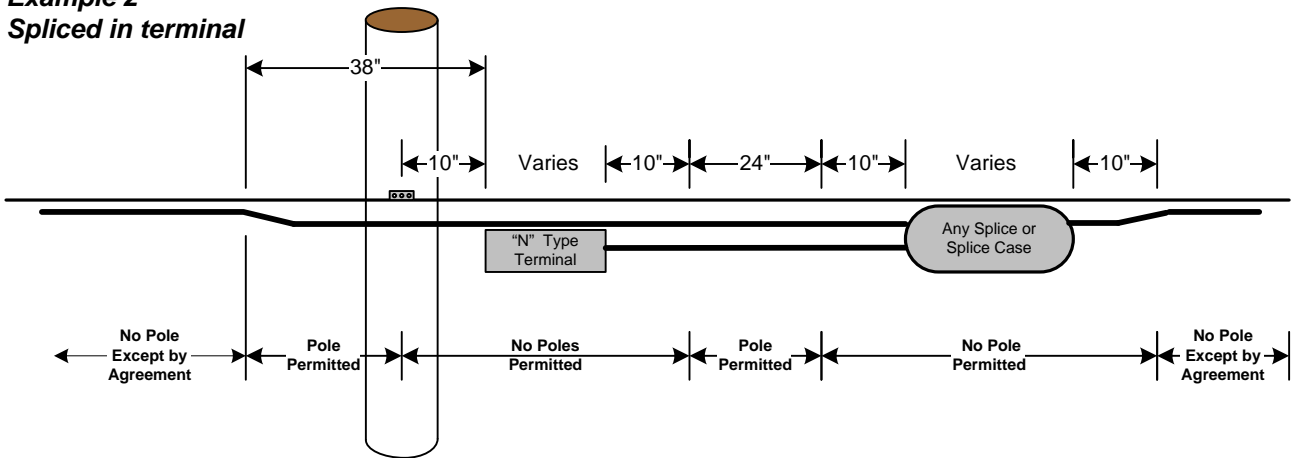 Example 2
Spliced in terminal
38"
10"
Varies
10"
24"
10"
Varies
10"
"N" Type
Terminal
Any Splice or
Splice Case
No Pole
Except by
Agreement
Pole
Permitted
No Poles
Permitted
Pole
Permitted
No Pole
Permitted
No Pole
Except by
Agreement